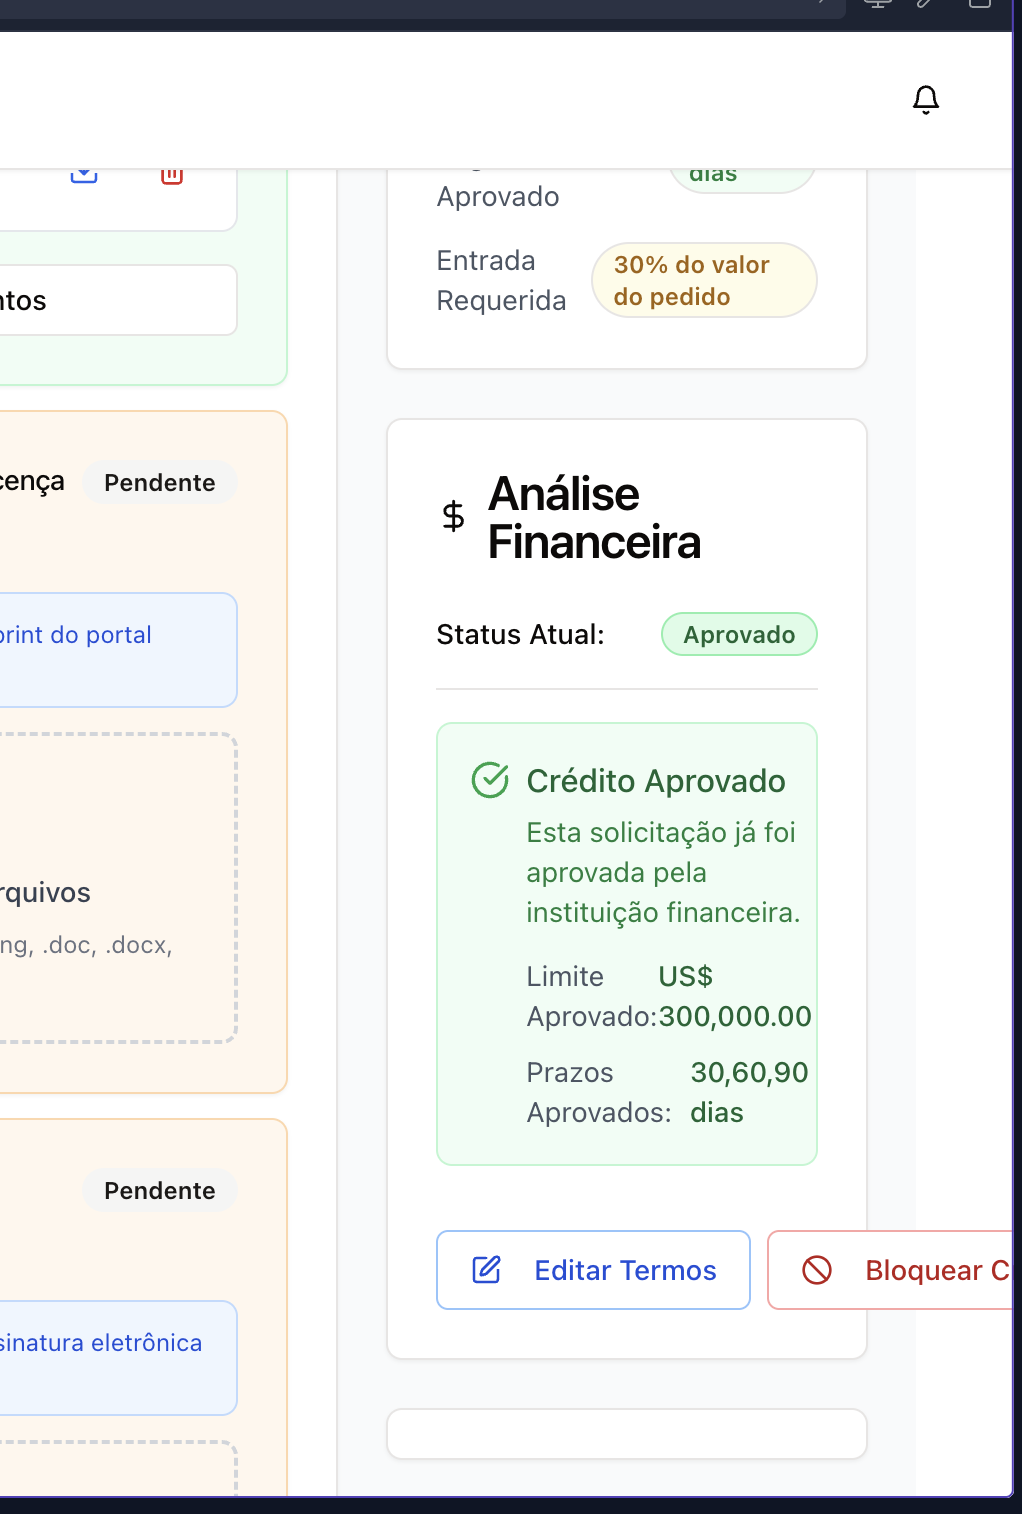 dias
Aprovado
Entrada
Requerida
30% do valor
do pedido
ntos
cença
Pendente
print do portal
rquivos
ng, .doc, .docx,
Pendente
sinatura eletrônica
Análise
Financeira
Status Atual:
Aprovado
Crédito Aprovado
Esta solicitação já foi
aprovada pela
instituição financeira.
Limite
Aprovado:
US$
300,000.00
Prazos
Aprovados:
30,60,90
dias
Editar Termos
Bloquear C